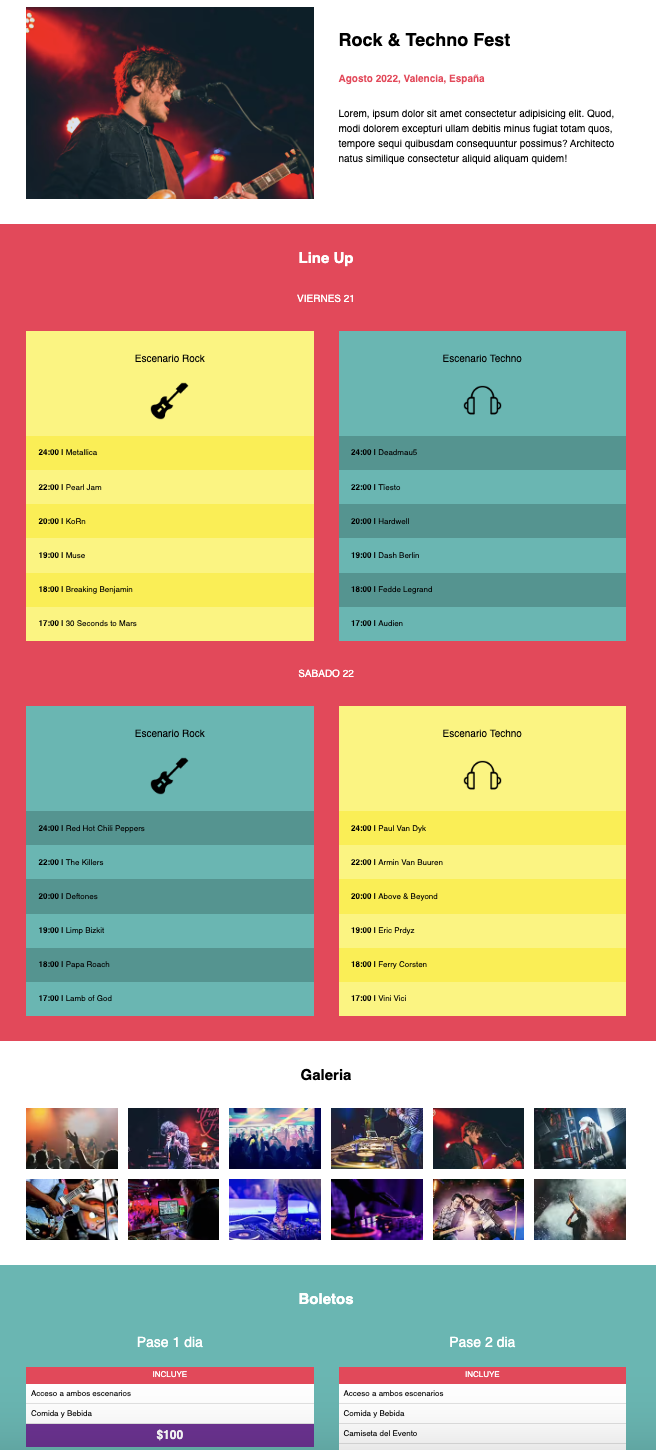 Rock & Techno Fest
Agosto 2022, Valencia, España
Lorem, ipsum dolor sit amet consectetur adipisicing elit. Quod,
modi dolorem excepturi ullam debitis minus fugiat totam quos,
tempore sequi quibusdam consequuntur possimus? Architecto
natus similique consectetur aliquid aliquam quidem!
Line Up
VIERNES 21
Escenario Rock
24:00 | Metallica
22:00 | Pearl Jam
20:00 | KoRn
19:00 | Muse
18:00 | Breaking Benjamin
17:00 | 30 Seconds to Mars
Escenario Techno
24:00 | Deadmau5
22:00 | Tiesto
20:00 | Hardwell
19:00 | Dash Berlin
18:00 | Fedde Legrand
17:00 | Audien
SABADO 22
Escenario Rock
24:00 | Red Hot Chili Peppers
22:00 | The Killers
20:00 | Deftones
19:00 | Limp Bizkit
18:00 | Papa Roach
17:00 | Lamb of God
Escenario Techno
24:00 | Paul Van Dyk
22:00 | Armin Van Buuren
20:00 | Above & Beyond
19:00 | Eric Prdyz
18:00 | Ferry Corsten
17:00 | Vini Vici
Galeria
Boletos
Pase 1 dia
INCLUYE
Acceso a ambos escenarios
Comida y Bebida
$100
Pase 2 dia
INCLUYE
Acceso a ambos escenarios
Comida y Bebida
Camiseta del Evento